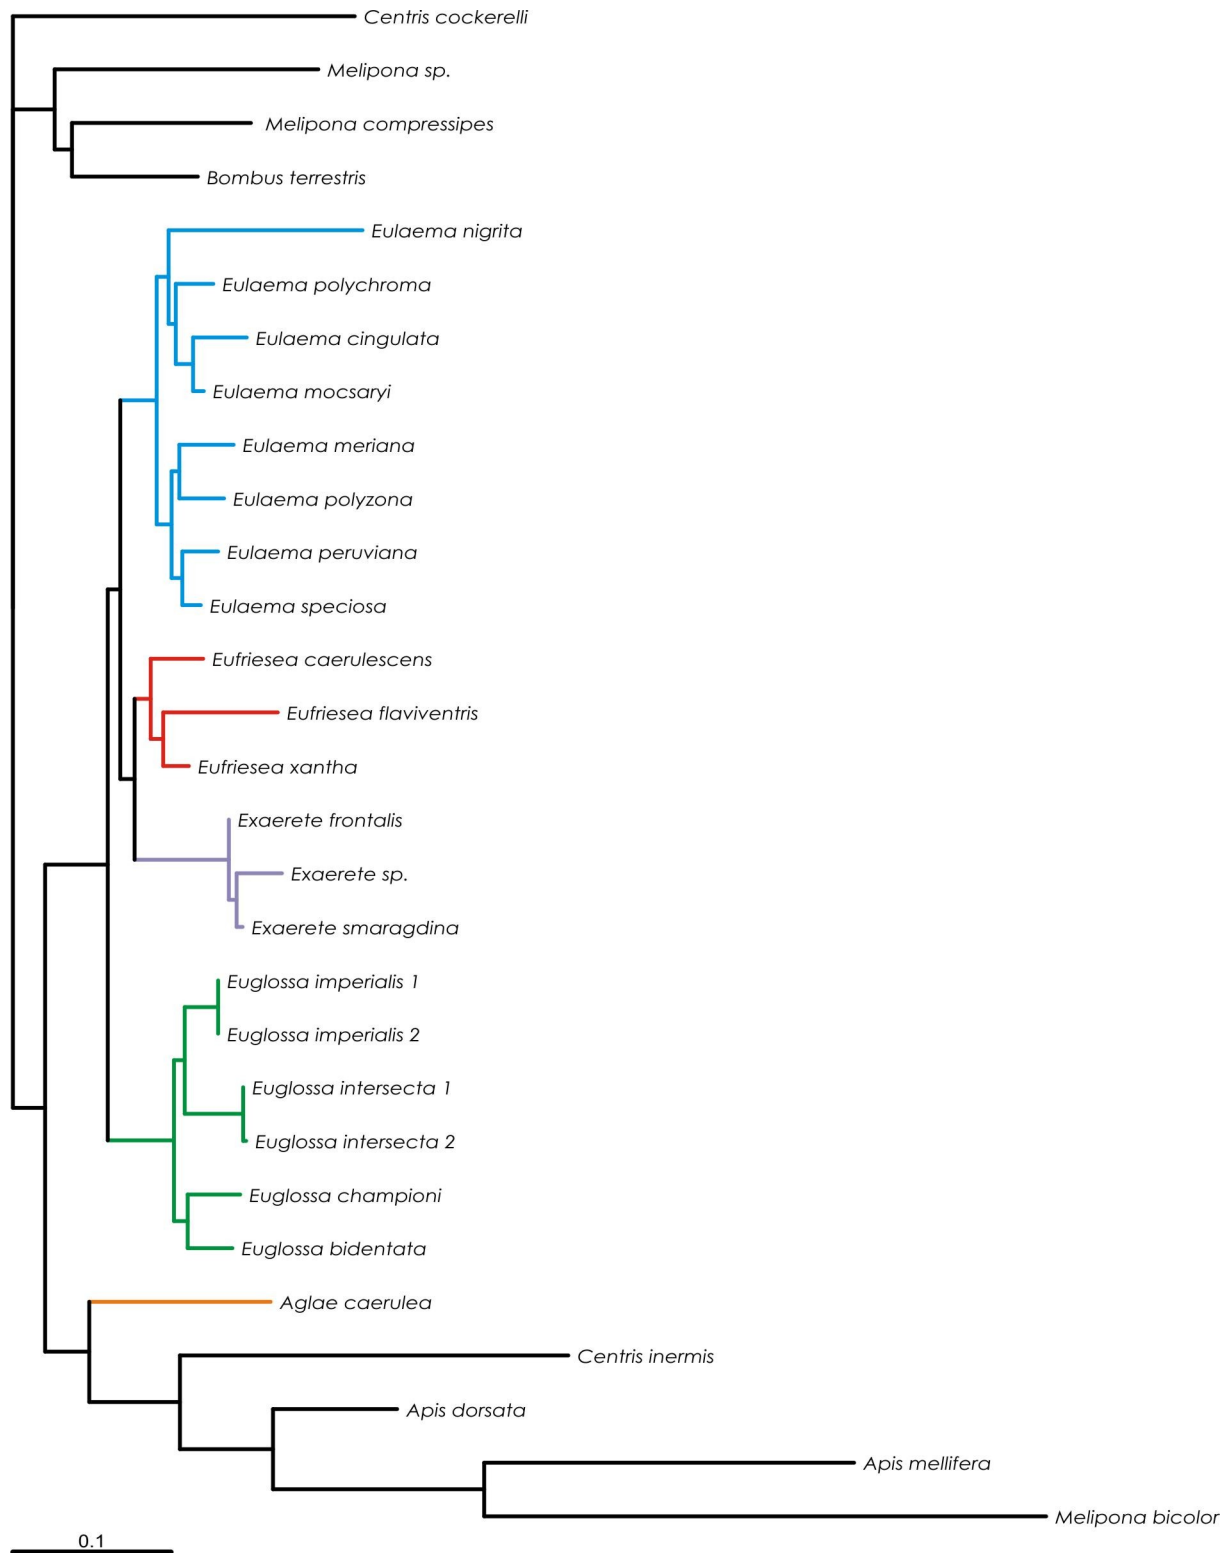 Centris cockerelli
Melipona sp.
Melipona compressipes
Bombus terrestris
Eulaema nigrita
Eulaema polychroma
Eulaema cingulata
Eulaema mocsaryi
Eulaema meriana
Eulaema polyzona
Eulaema peruviana
Eulaema speciosa
Eufriesea caerulescens
Eufriesea flaviventris
Eufriesea xantha
Exaerete frontalis
Exaerete sp.
Exaerete smaragdina
Euglossa imperialis 1
Euglossa imperialis 2
Euglossa intersecta 1
Euglossa intersecta 2
Euglossa championi
Euglossa bidentata
Aglae caerulea
Centris inermis
Apis dorsata
Apis mellifera
Melipona bicolor
0.1